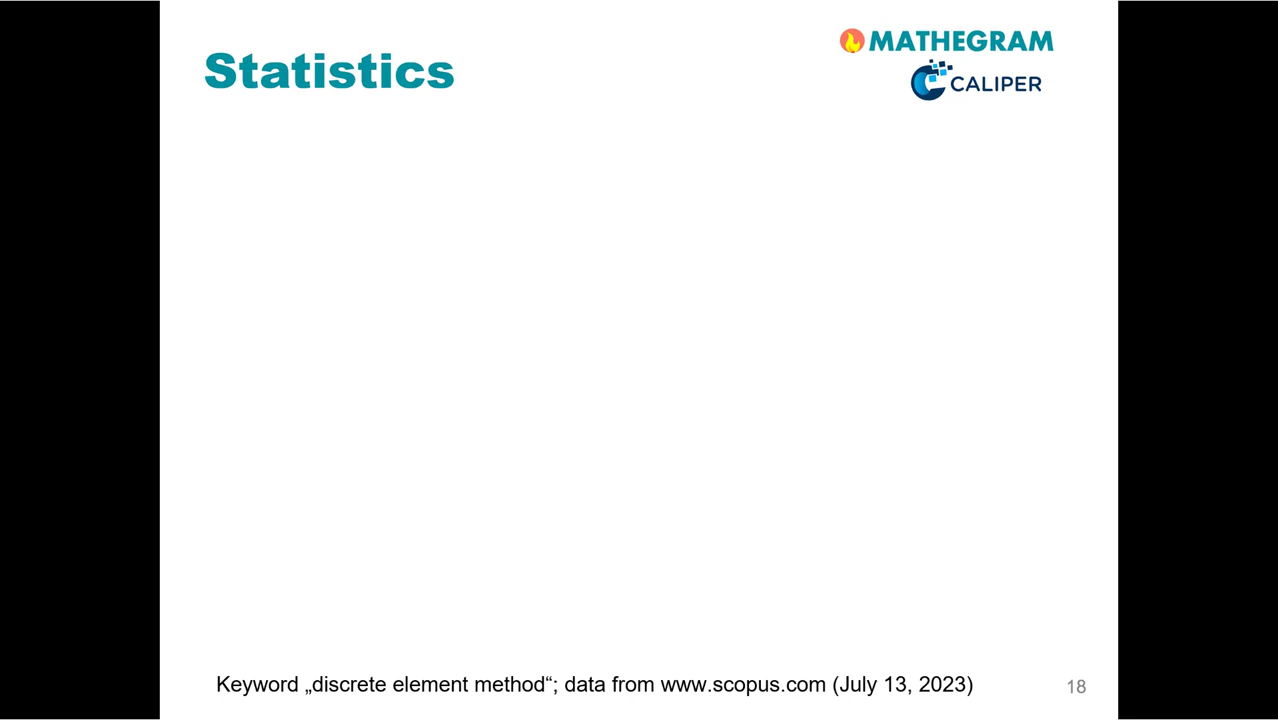 Statistics
MATHEGRAM
CALIPER
Keyword „discrete element method“; data from www.scopus.com (July 13, 2023)
18